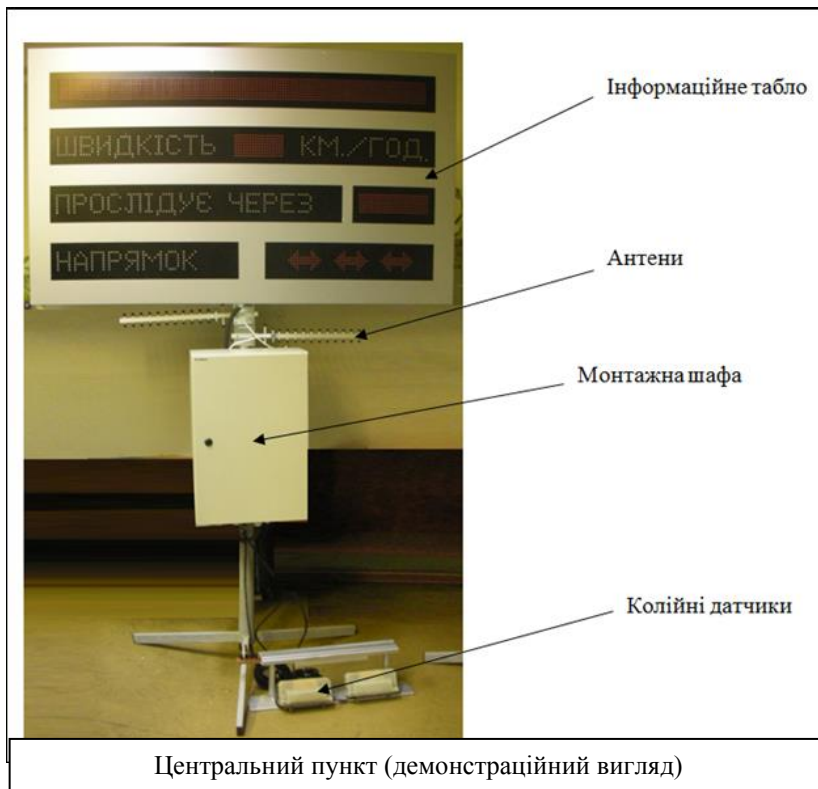 ШВИДКІСТЬ КМ./ГОД.
ПРОСЛІДУЄ ЧЕРЕЗ
НАПРЯМОК
Інформаційне табло
Антени
Монтажна шафа
Колійні датчики
Центральний пункт (демонстраційний вигляд)